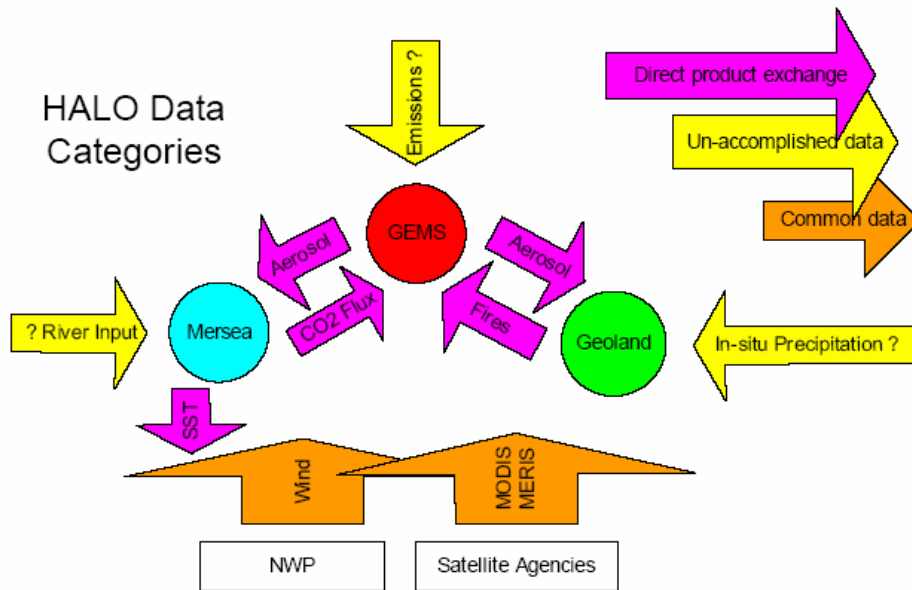 HALO Data
Categories
Emissions ?
Direct product exchange
Un-accomplished data
Common data
GEMS
Aerosol
Aerosol
CO2 Flux
Fires
? River Input
Mersea
Geoland
In-situ Precipitation ?
SST
Wind
MODIS
MERIS
NWP
Satellite Agencies